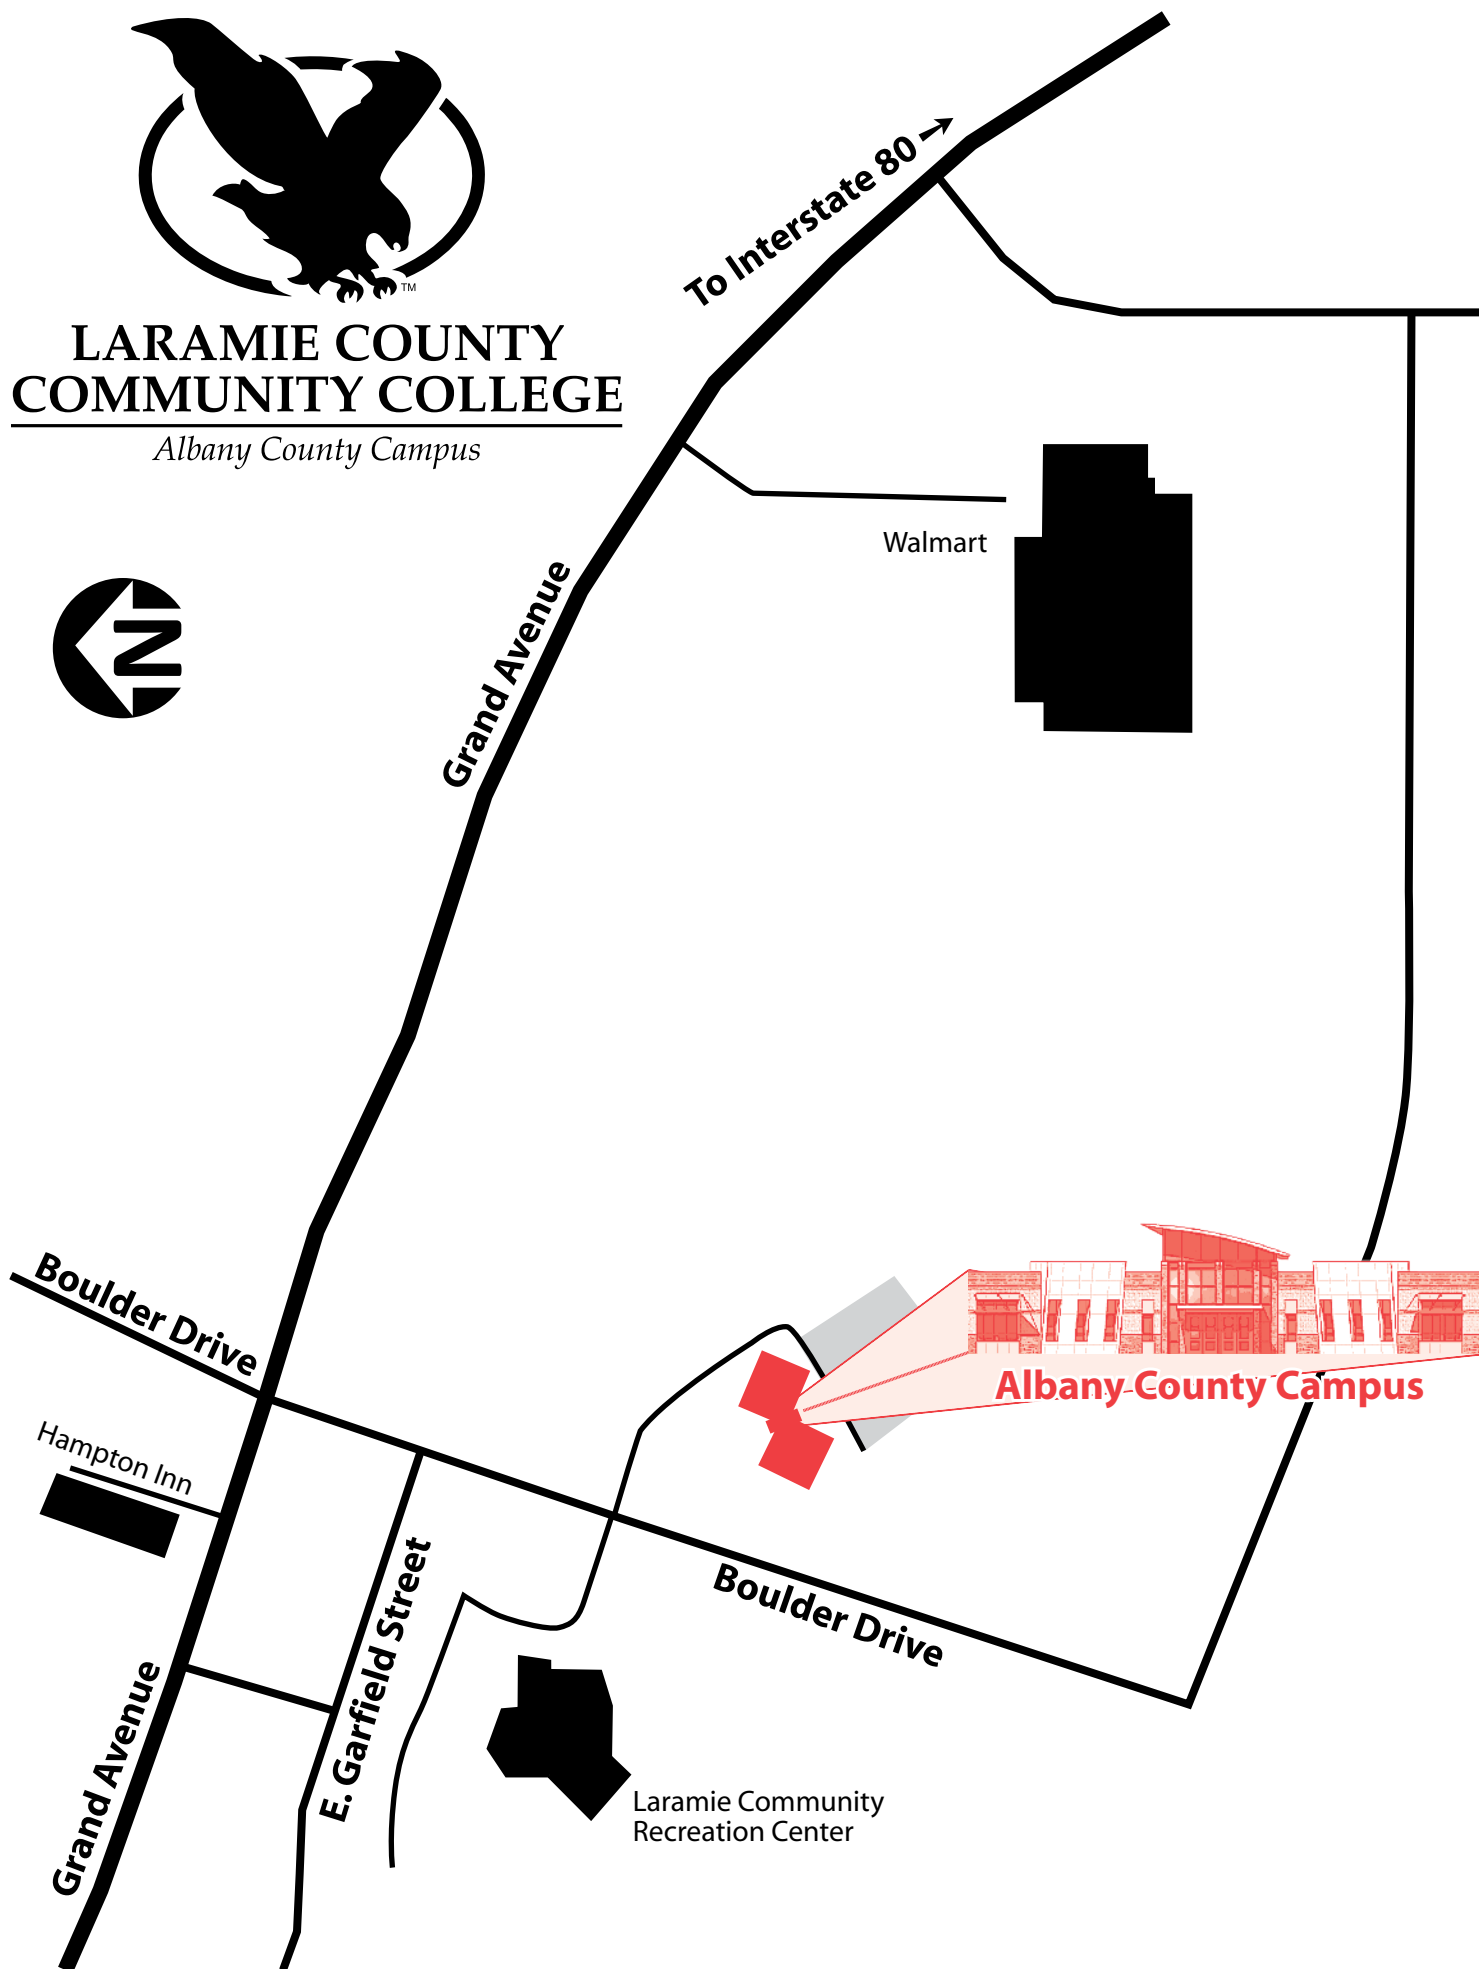 TM
LARAMIE COUNTY
COMMUNITY COLLEGE
Albany County Campus
To Interstate 80
Walmart
N
Grand Avenue
Boulder Drive
Albany County Campus
Hampton Inn
E. Garfield Street
Boulder Drive
Grand Avenue
Laramie Community
Recreation Center